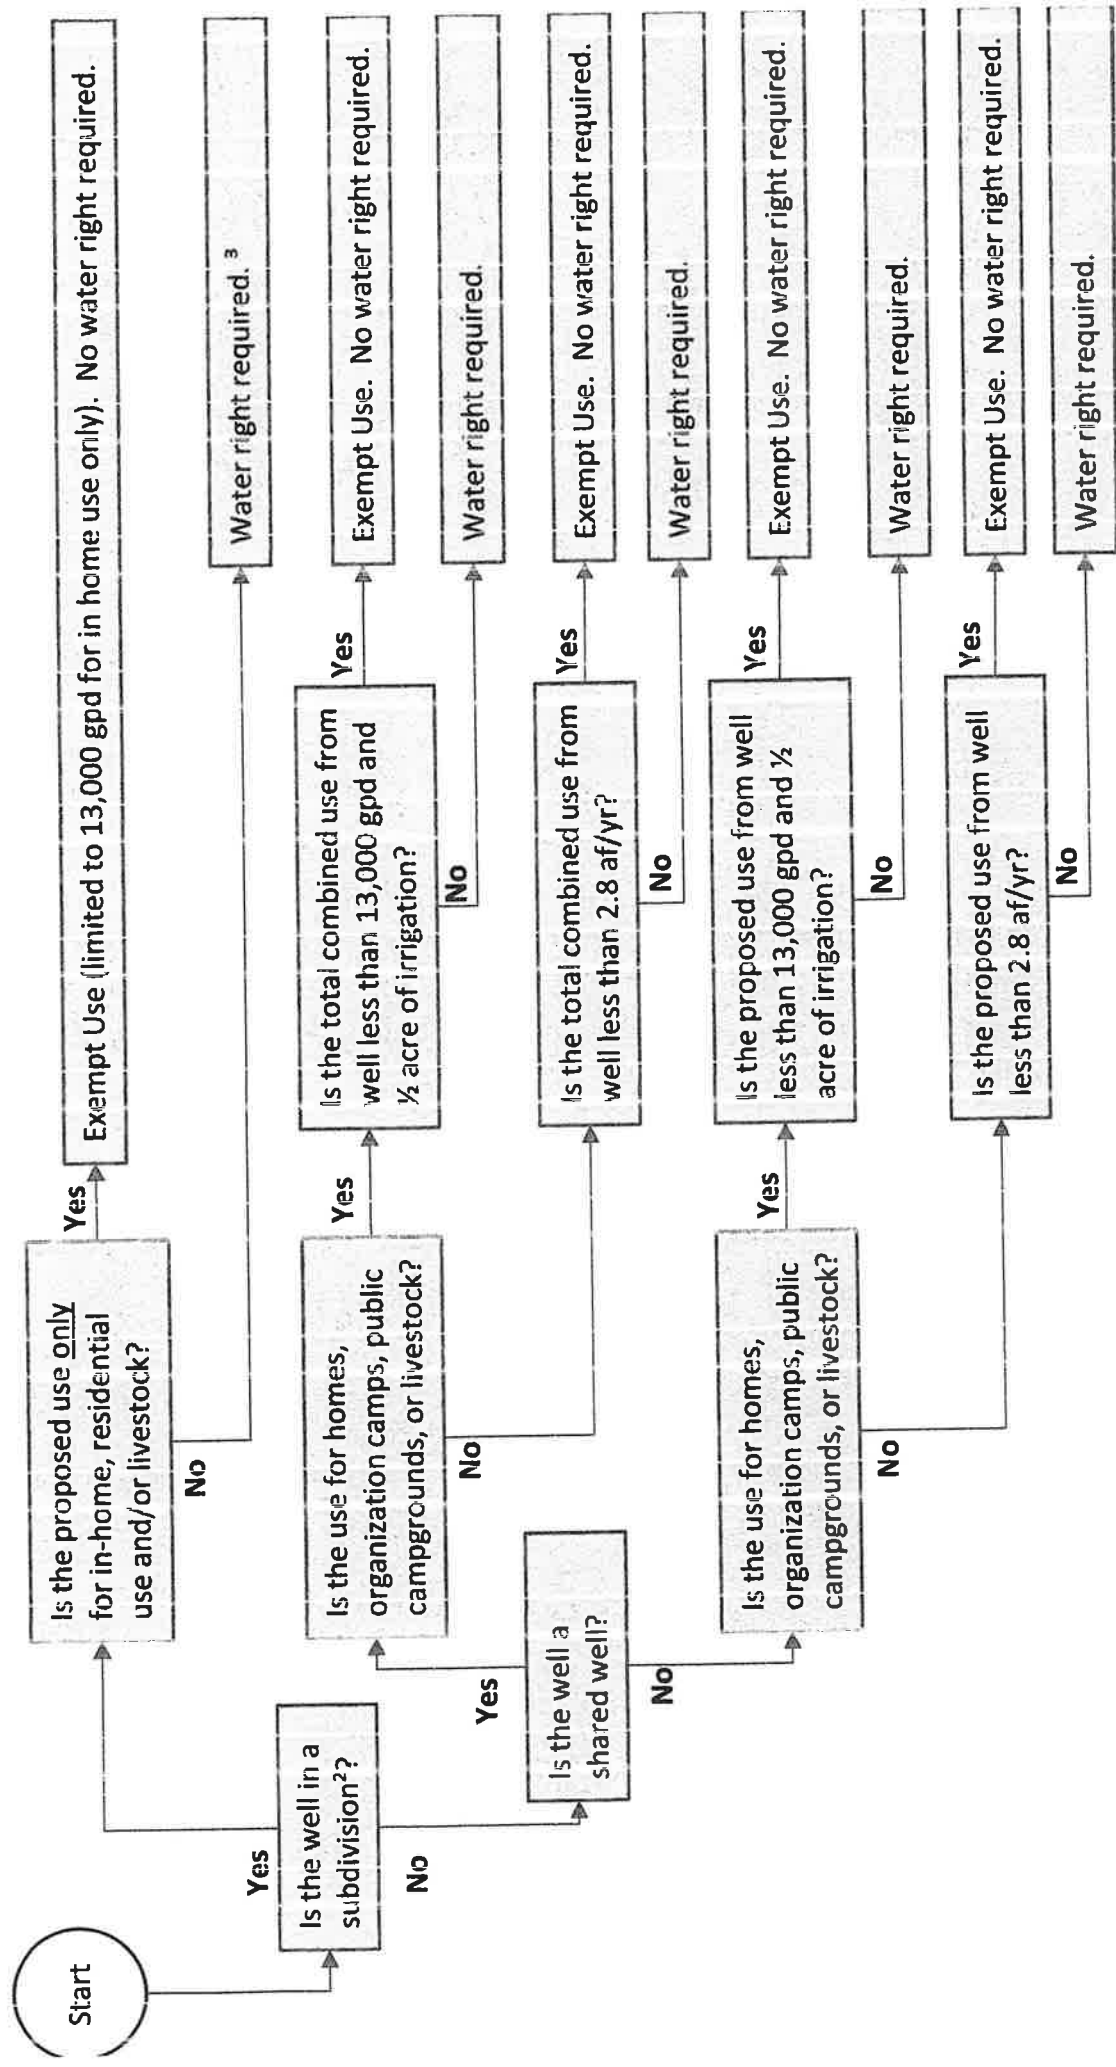 Start
Is the well in a
subdivision²?
Yes
No
Is the proposed use only
for in-home, residential
use and/or livestock?
Yes
Exempt Use (limited to 13,000 gpd for in home use only).  No water right required.
No
Water right required. ³
Is the well a
shared well?
Yes
No
Is the use for homes,
organization camps, public
campgrounds, or livestock?
Yes
No
Is the total combined use from
well less than 13,000 gpd and
½ acre of irrigation?
Yes
Exempt Use.  No water right required.
No
Water right required.
Is the total combined use from
well less than 2.8 af/yr?
Yes
Exempt Use.  No water right required.
No
Water right required.
Is the use for homes,
organization camps, public
campgrounds, or livestock?
Yes
No
Is the proposed use from well
less than 13,000 gpd and ½
acre of irrigation?
Yes
Exempt Use.  No water right required.
No
Water right required.
Is the proposed use from well
less than 2.8 af/yr?
Yes
Exempt Use.  No water right required.
No
Water right required.